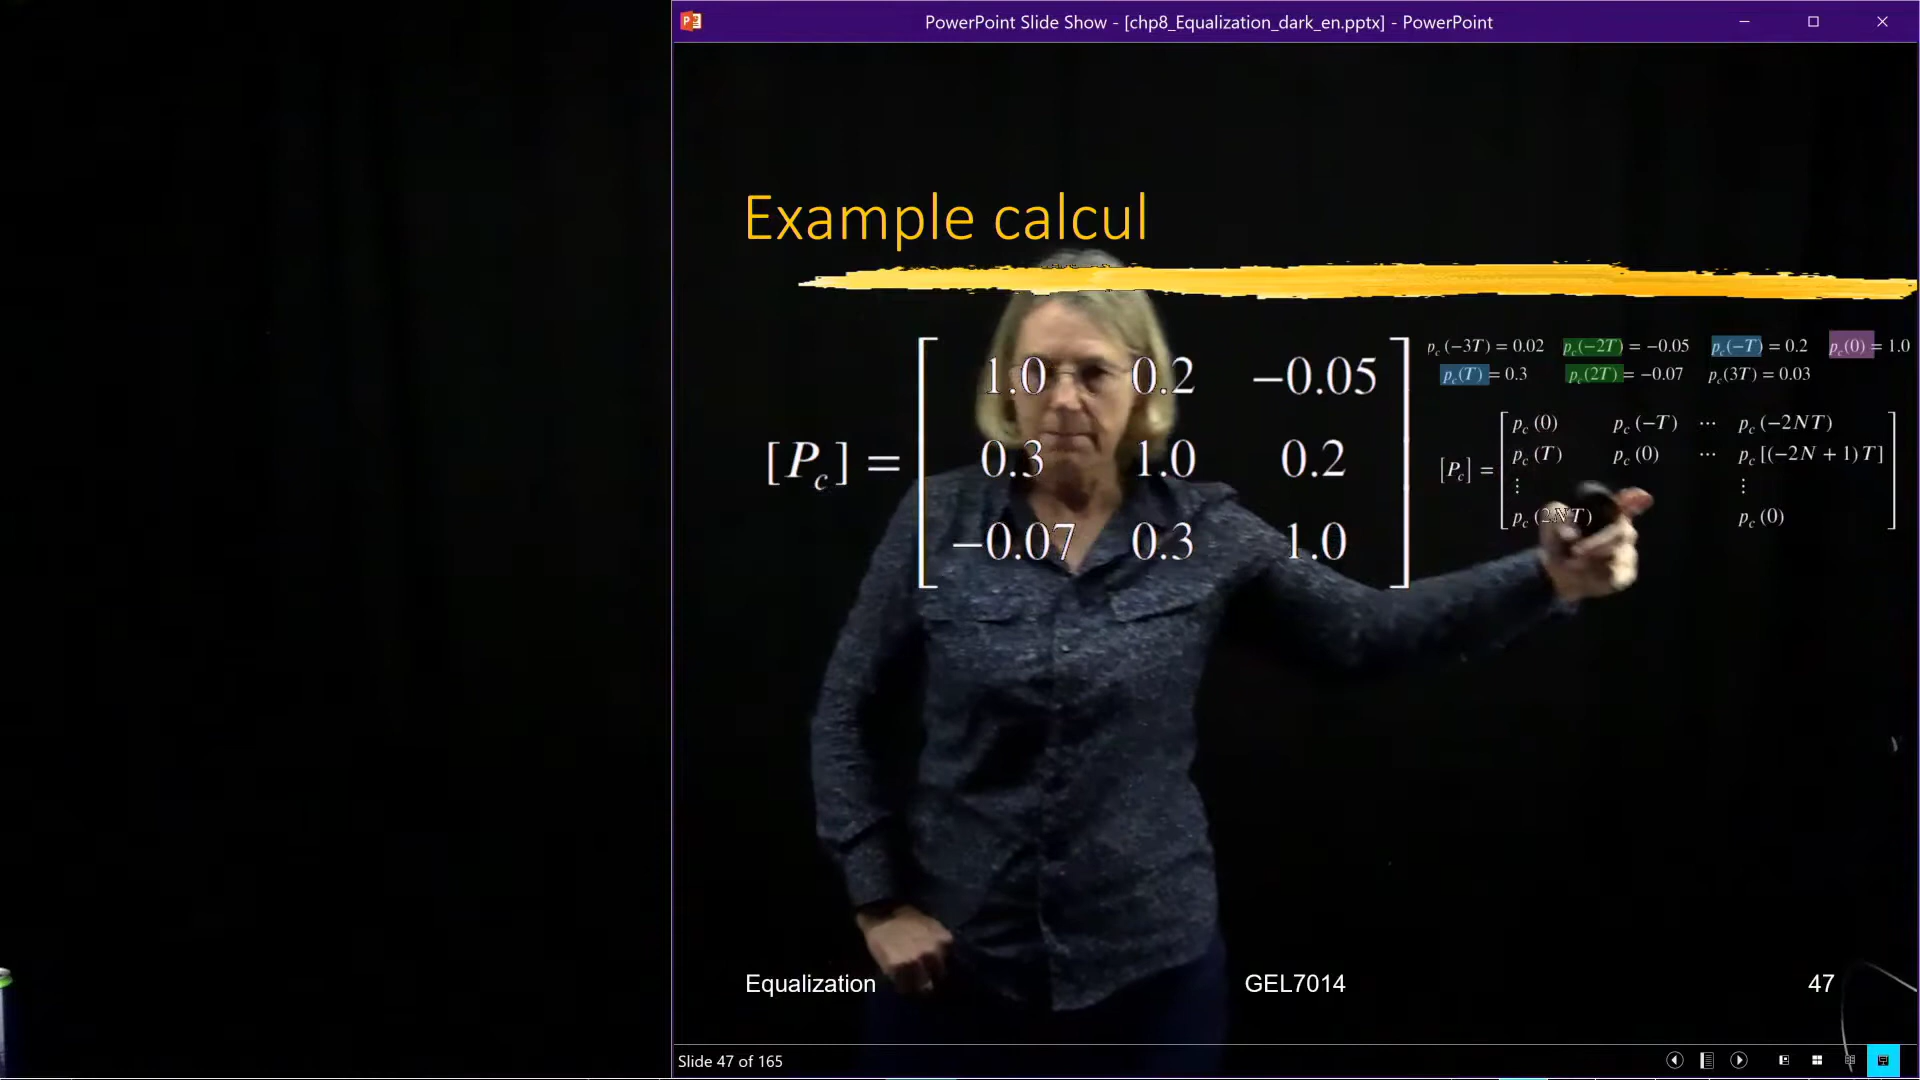 PowerPoint Slide Show - [chp8_Equalization_dark_en.pptx] - PowerPoint
Example calcul
p_c(−3T) = 0.02 p_c(−2T) = −0.05 p_c(−T) = 0.2 p_c(0) = 1.0
p_c(T) = 0.3 p_c(2T) = −0.07 p_c(3T) = 0.03
[P_c] =
1.0 0.2 −0.05
0.3 1.0 0.2
−0.07 0.3 1.0
[P_c] =
p_c(0) p_c(−T) ⋯ p_c(−2NT)
p_c(T) p_c(0) ⋯ p_c[(−2N + 1)T]
⋮ ⋮
p_c(2NT) p_c(0)
Equalization GEL7014 47
Slide 47 of 165